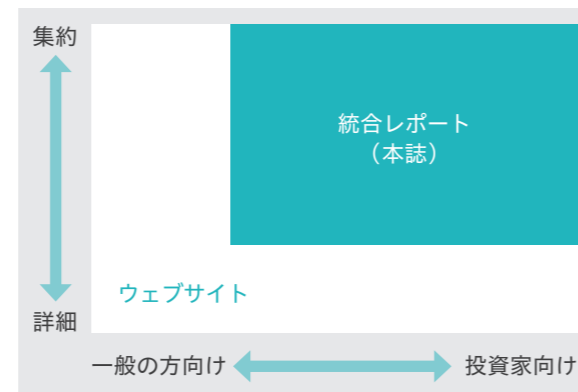 集約
統合レポート
（本誌）
ウェブサイト
詳細
一般の方向け
投資家向け